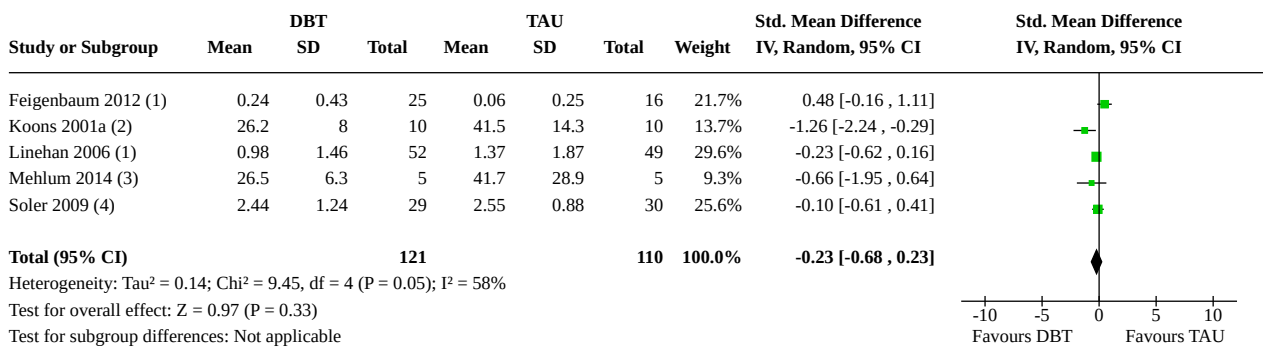 DBT TAU Std. Mean Difference Std. Mean Difference
Study or Subgroup Mean SD Total Mean SD Total Weight IV, Random, 95% CI IV, Random, 95% CI
Feigenbaum 2012 (1) 0.24 0.43 25 0.06 0.25 16 21.7% 0.48 [-0.16 , 1.11]
Koons 2001a (2) 26.2 8 10 41.5 14.3 10 13.7% -1.26 [-2.24 , -0.29]
Linehan 2006 (1) 0.98 1.46 52 1.37 1.87 49 29.6% -0.23 [-0.62 , 0.16]
Mehlum 2014 (3) 26.5 6.3 5 41.7 28.9 5 9.3% -0.66 [-1.95 , 0.64]
Soler 2009 (4) 2.44 1.24 29 2.55 0.88 30 25.6% -0.10 [-0.61 , 0.41]
Total (95% CI) 121 110 100.0% -0.23 [-0.68 , 0.23]
Heterogeneity: Tau² = 0.14; Chi² = 9.45, df = 4 (P = 0.05); I² = 58%
Test for overall effect: Z = 0.97 (P = 0.33)
-10 -5 0 5 10
Test for subgroup differences: Not applicable
Favours DBT Favours TAU